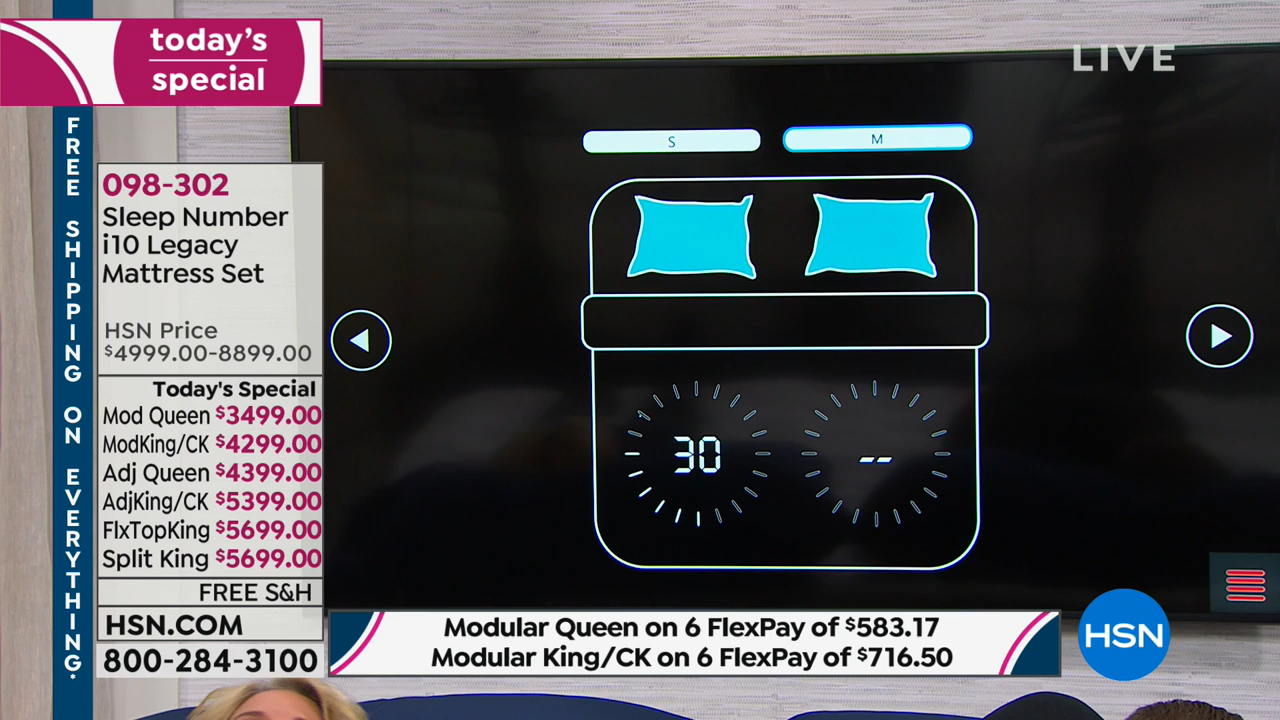 today's
special
LIVE
FREE SHIPPING ON EVERYTHING.*
098-302
Sleep Number
i10 Legacy
Mattress Set
HSN Price
$4999.00-8899.00
Today's Special
Mod Queen $3499.00
ModKing/CK $4299.00
Adj Queen $4399.00
AdjKing/CK $5399.00
FlxTopKing $5699.00
Split King $5699.00
FREE S&H
HSN.COM
800-284-3100
S
M
30
--
Modular Queen on 6 FlexPay of $583.17
Modular King/CK on 6 FlexPay of $716.50
HSN